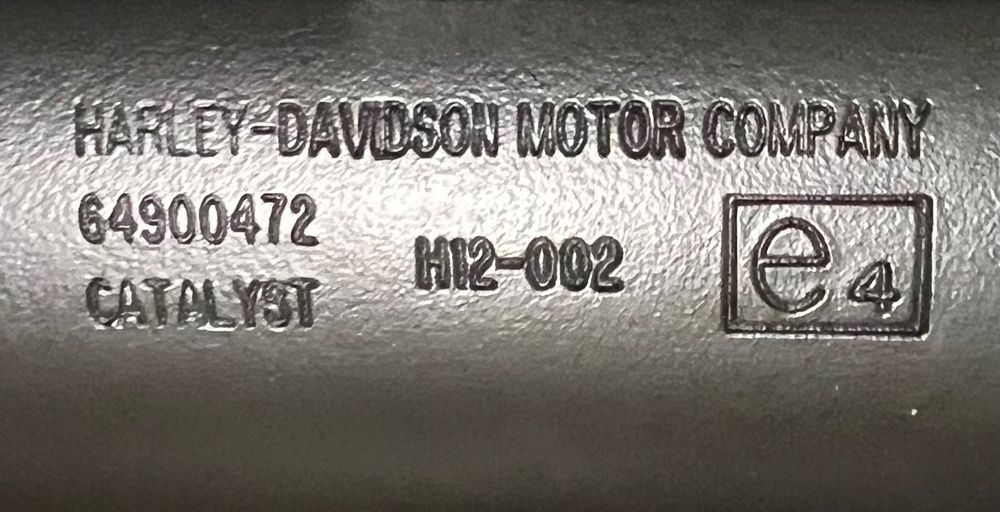 HARLEY-DAVIDSON MOTOR COMPANY
64900472
CATALYST
H12-002
e4